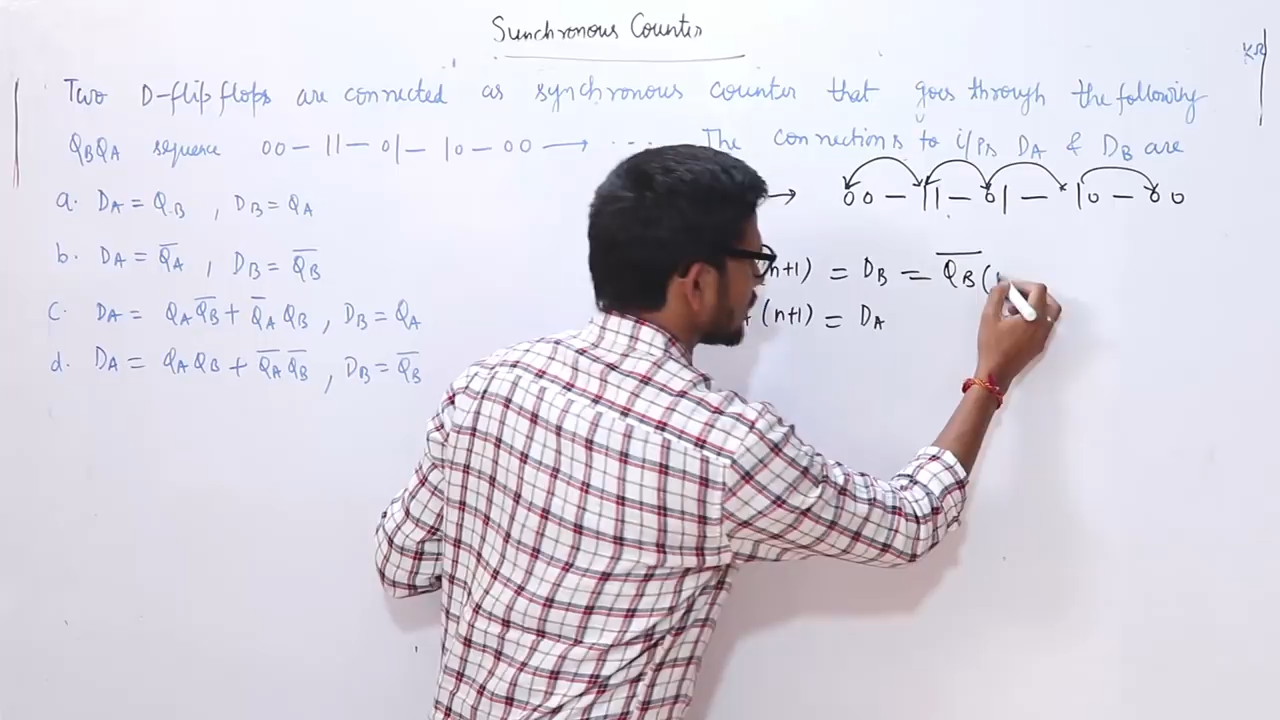 Sunchronous Counter
Two D-flip flops are connected as synchronous counter that goes through the following
QBQA sequence 00 — 11 — 01 — 10 — 00 → .... The connections to i/ps DA & DB are
a. DA = QB , DB = QA
b. DA = Q̅A̅ , DB = Q̅B̅
c. DA = QA Q̅B̅ + Q̅A̅ QB , DB = QA
d. DA = QA QB + Q̅A̅ Q̅B̅ , DB = Q̅B̅
→ 00 — 11 — 01 — 10 — 00
(n+1) = DB = Q̅B̅ (
(n+1) = DA